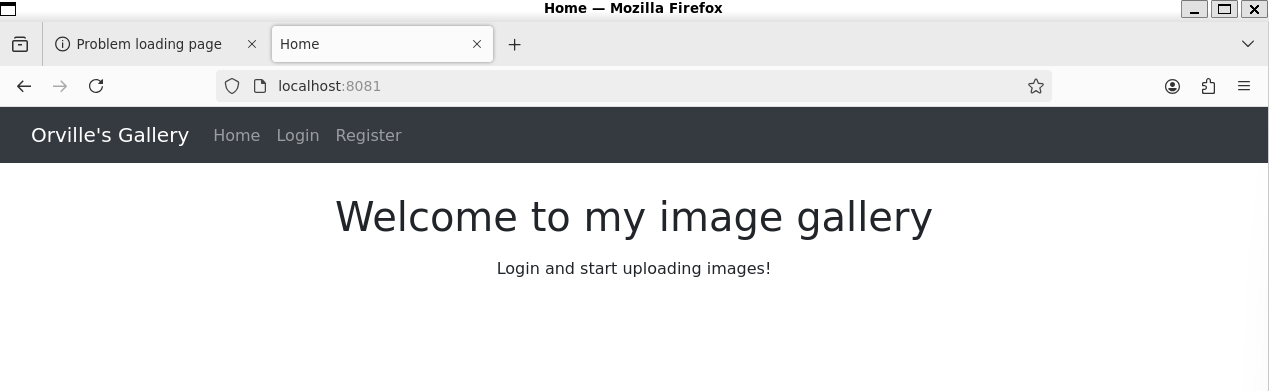 Home — Mozilla Firefox
Problem loading page
Home
localhost:8081
Orville's Gallery Home Login Register
Welcome to my image gallery
Login and start uploading images!